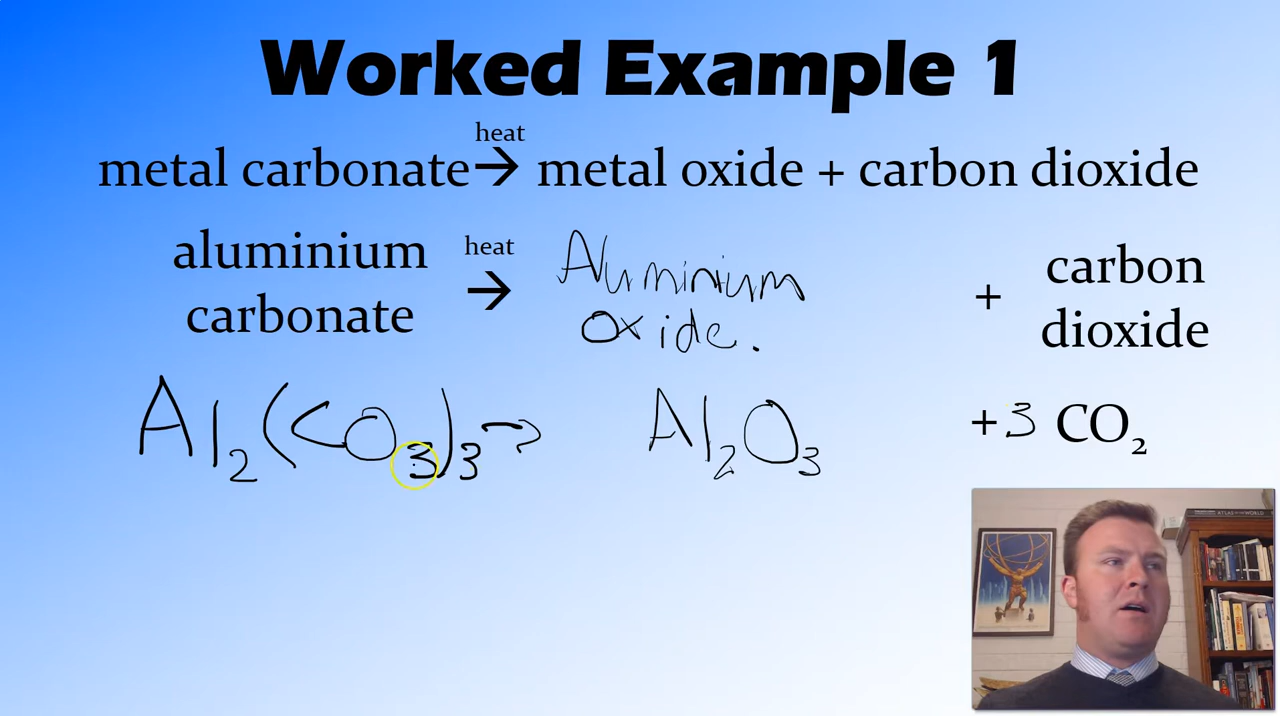 Worked Example 1
heat
metal carbonate → metal oxide + carbon dioxide
aluminium carbonate
heat
→
Aluminium Oxide.
+
carbon dioxide
Al₂(CO₃)₃ → Al₂O₃ + 3 CO₂